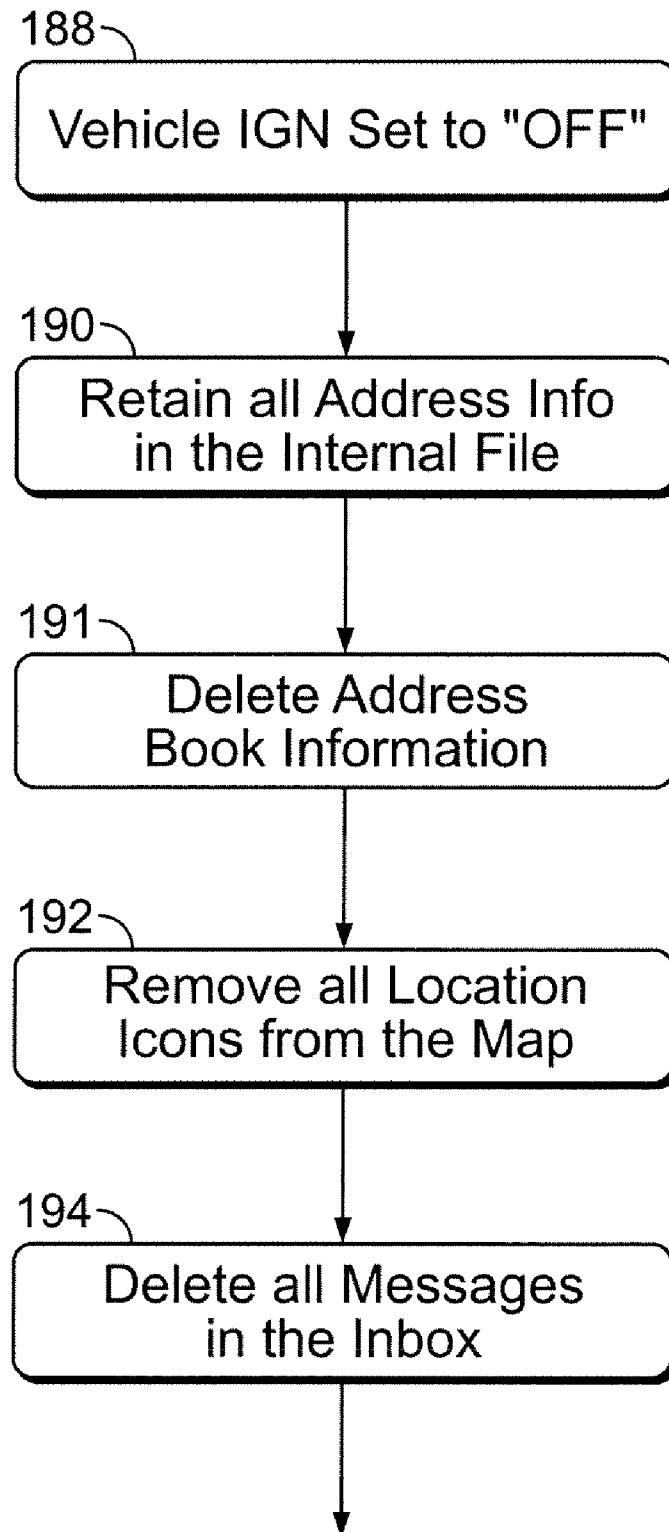 188
Vehicle IGN Set to "OFF"
190
Retain all Address Info
in the Internal File
191
Delete Address
Book Information
192
Remove all Location
Icons from the Map
194
Delete all Messages
in the Inbox